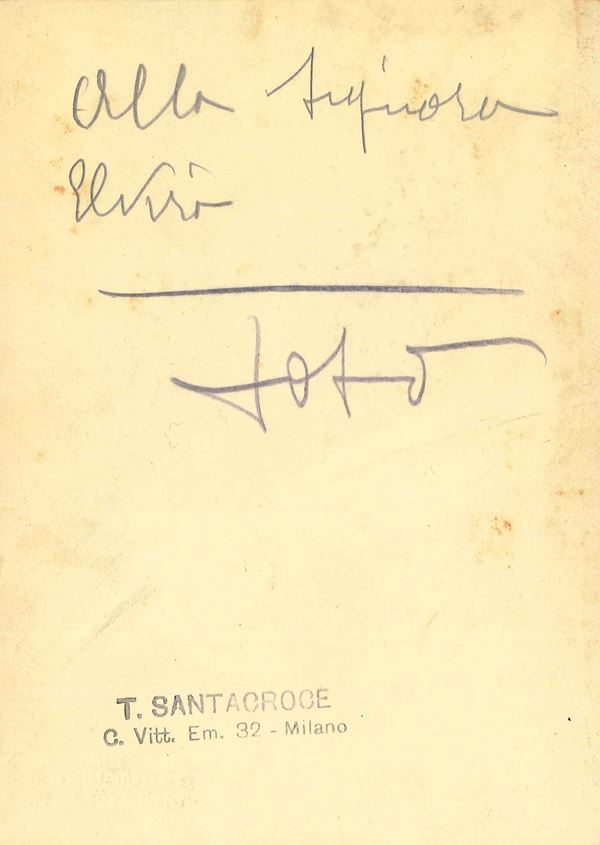 Alla Signora
Elvira
Totò
T. SANTACROCE
C. Vitt. Em. 32 - Milano